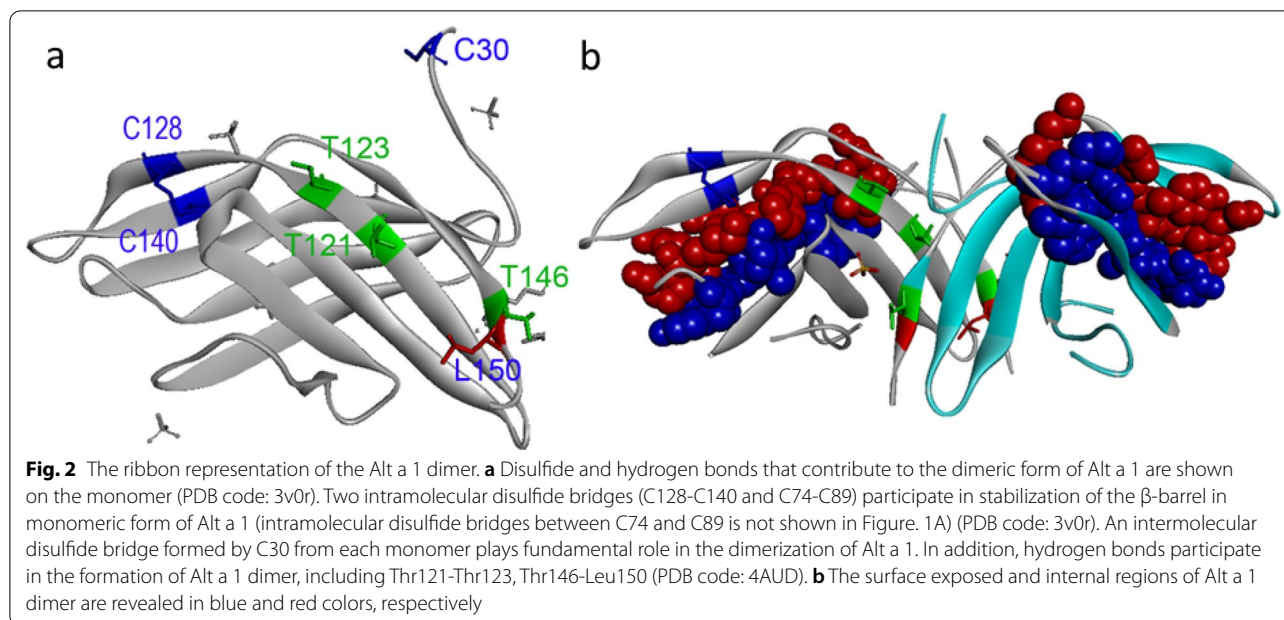 a
b
C30
C128
T123
C140
T121
T146
L150
Fig. 2 The ribbon representation of the Alt a 1 dimer. a Disulfide and hydrogen bonds that contribute to the dimeric form of Alt a 1 are shown
on the monomer (PDB code: 3v0r). Two intramolecular disulfide bridges (C128-C140 and C74-C89) participate in stabilization of the β-barrel in
monomeric form of Alt a 1 (intramolecular disulfide bridges between C74 and C89 is not shown in Figure. 1A) (PDB code: 3v0r). An intermolecular
disulfide bridge formed by C30 from each monomer plays fundamental role in the dimerization of Alt a 1. In addition, hydrogen bonds participate
in the formation of Alt a 1 dimer, including Thr121-Thr123, Thr146-Leu150 (PDB code: 4AUD). b The surface exposed and internal regions of Alt a 1
dimer are revealed in blue and red colors, respectively